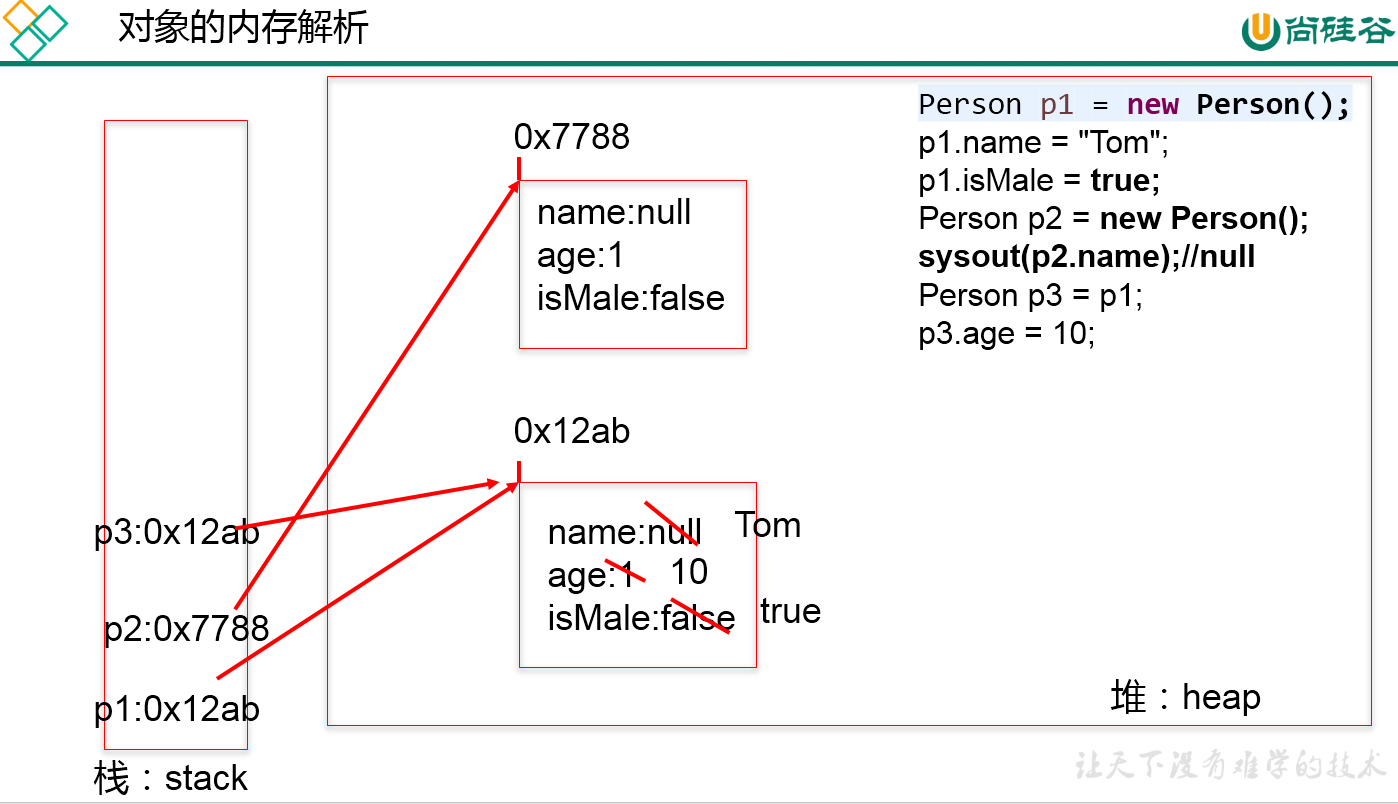 对象的内存解析
尚硅谷
Person p1 = new Person();
p1.name = "Tom";
p1.isMale = true;
Person p2 = new Person();
sysout(p2.name);//null
Person p3 = p1;
p3.age = 10;
0x7788
name:null
age:1
isMale:false
0x12ab
name:null Tom
age:1 10
isMale:false true
p3:0x12ab
p2:0x7788
p1:0x12ab
栈：stack
堆：heap
让天下没有难学的技术